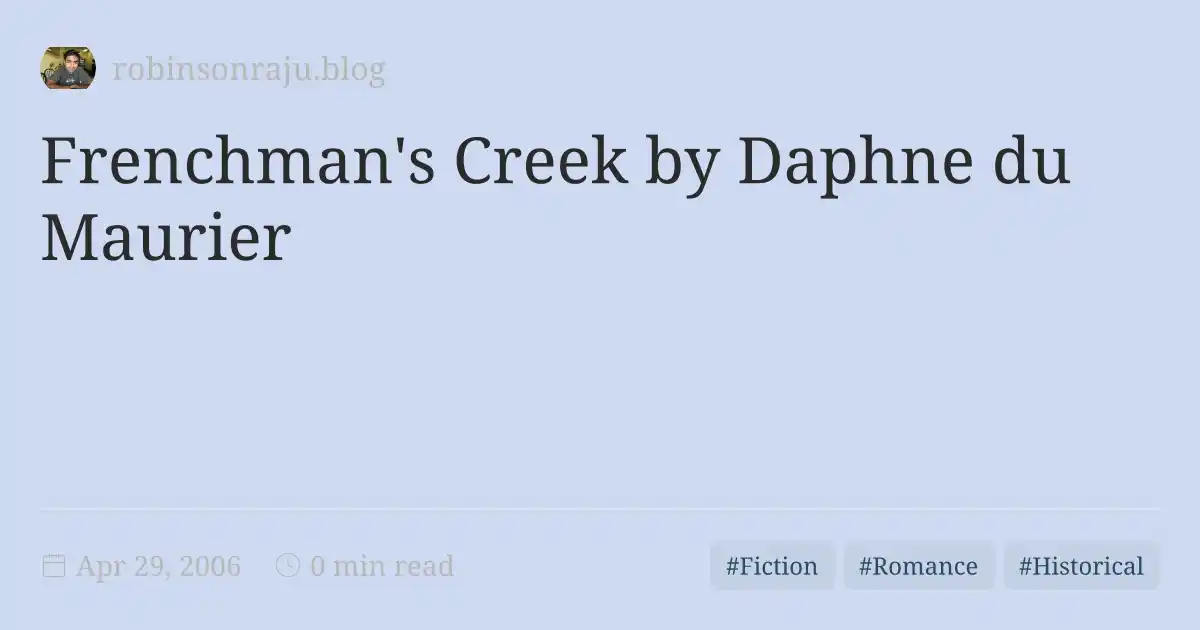 robinsonraju.blog
Frenchman's Creek by Daphne du
Maurier
Apr 29, 2006 0 min read #Fiction #Romance #Historical